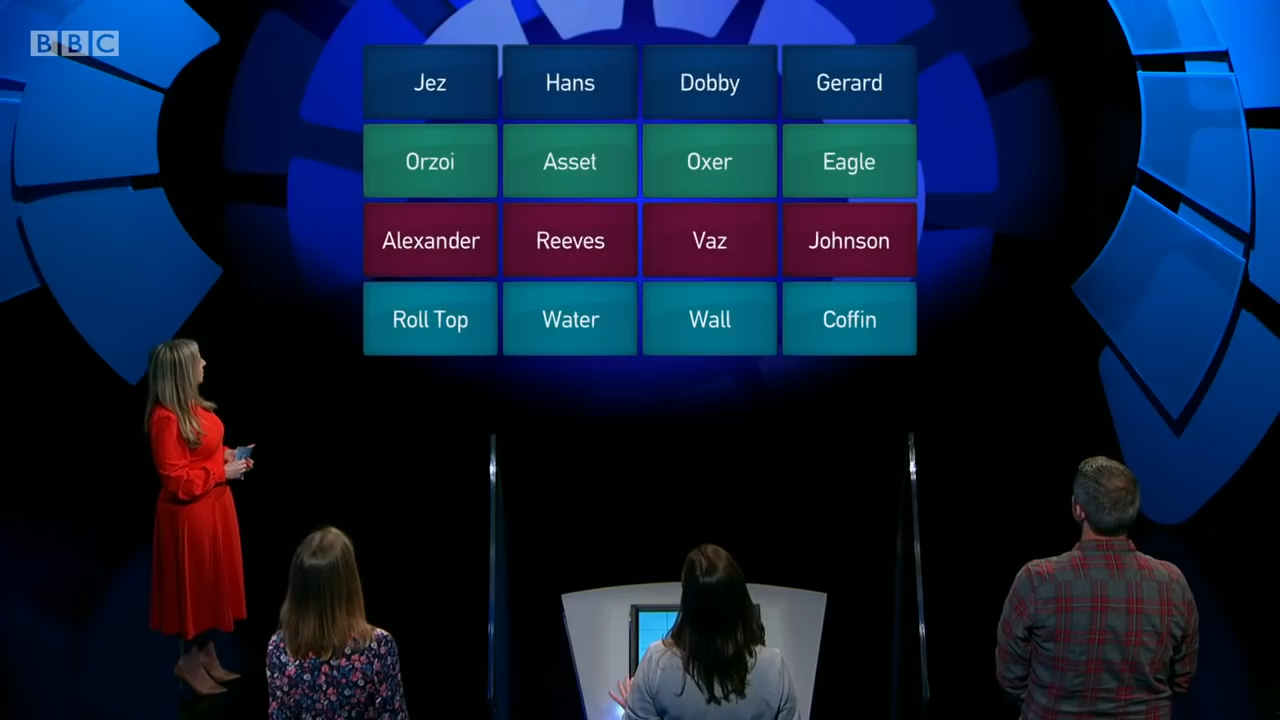 BBC
Jez Hans Dobby Gerard
Orzoi Asset Oxer Eagle
Alexander Reeves Vaz Johnson
Roll Top Water Wall Coffin